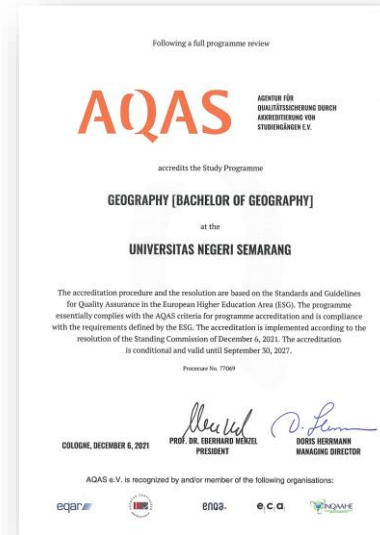 Following a full programme review
AQAS
AGENTUR FÜR
QUALITÄTSSICHERUNG DURCH
AKKREDITIERUNG VON
STUDIENGÄNGEN E.V.
accredits the Study Programme
GEOGRAPHY [BACHELOR OF GEOGRAPHY]
at the
UNIVERSITAS NEGERI SEMARANG
The accreditation procedure and the resolution are based on the Standards and Guidelines
for Quality Assurance in the European Higher Education Area (ESG). The programme
essentially complies with the AQAS criteria for programme accreditation and is compliance
with the requirements defined by the ESG. The accreditation is implemented according to the
resolution of the Standing Commission of December 6, 2021. The accreditation
is conditional and valid until September 30, 2027.
Procedure No. 77069
COLOGNE, DECEMBER 6, 2021
PROF. DR. EBERHARD MENZEL
PRESIDENT
DORIS HERRMANN
MANAGING DIRECTOR
AQAS e.V. is recognized by and/or member of the following organisations:
eqar
enqa.
e.c.a.
INQAAHE